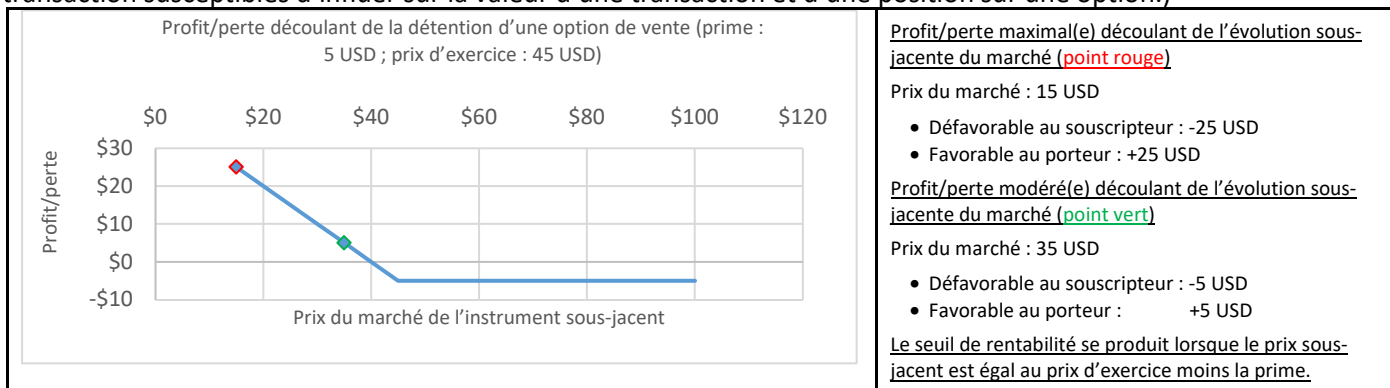 transaction susceptibles d'influer sur la valeur d'une transaction et d'une position sur une option.)
Profit/perte découlant de la détention d'une option de vente (prime :
5 USD ; prix d'exercice : 45 USD)
$0 $20 $40 $60 $80 $100 $120
$30
$20
$10
$0
-$10
Profit/perte
Prix du marché de l'instrument sous-jacent
Profit/perte maximal(e) découlant de l'évolution sous-
jacente du marché (point rouge)
Prix du marché : 15 USD
• Défavorable au souscripteur : -25 USD
• Favorable au porteur : +25 USD
Profit/perte modéré(e) découlant de l'évolution sous-
jacente du marché (point vert)
Prix du marché : 35 USD
• Défavorable au souscripteur : -5 USD
• Favorable au porteur : +5 USD
Le seuil de rentabilité se produit lorsque le prix sous-
jacent est égal au prix d'exercice moins la prime.